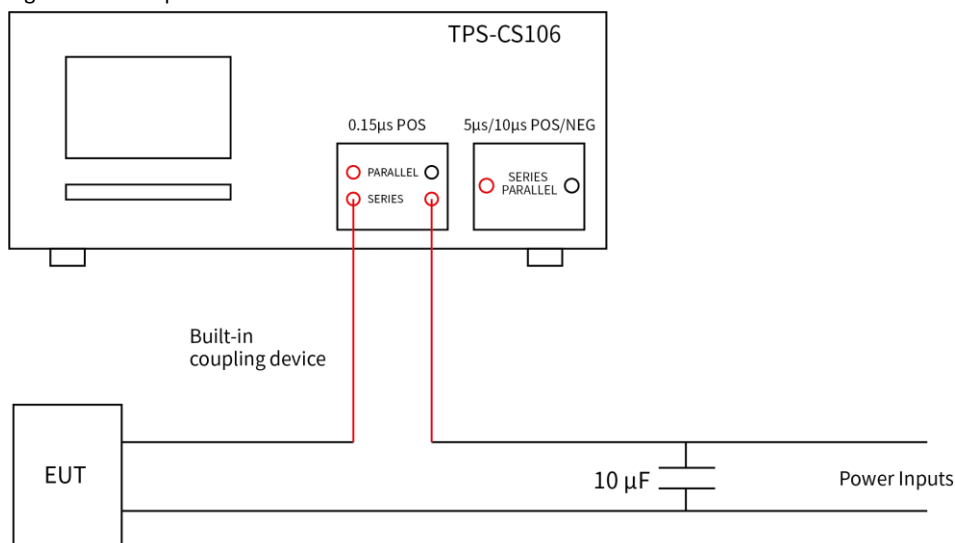 TPS-CS106
0.15µs POS
5µs/10µs POS/NEG
PARALLEL
SERIES
SERIES
PARALLEL
Built-in
coupling device
EUT
10 µF
Power Inputs